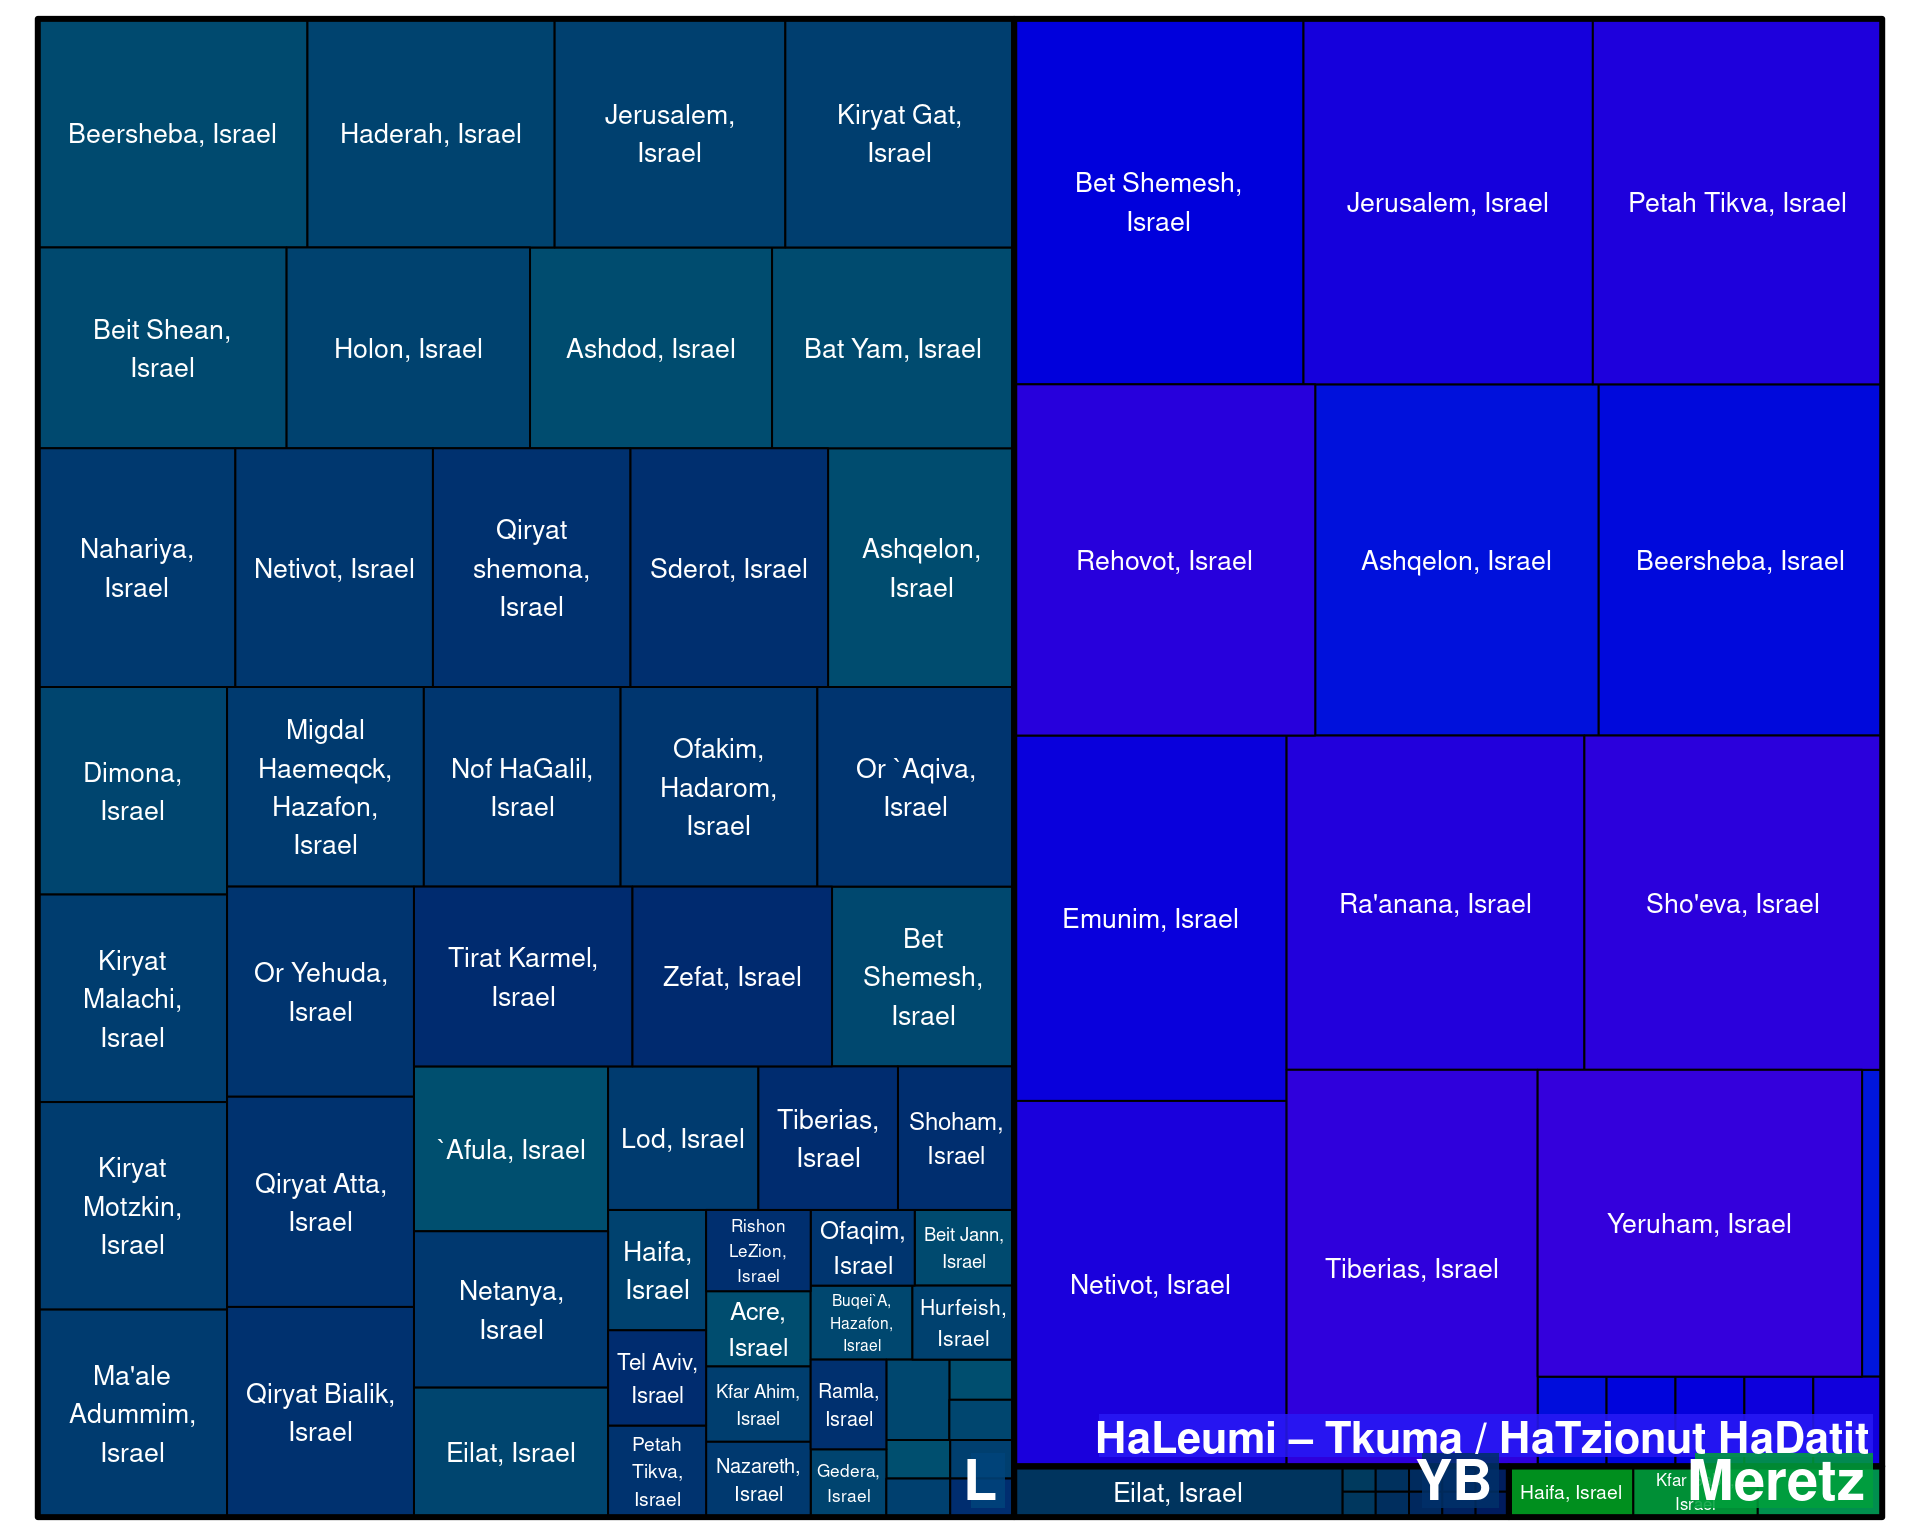 Beersheba, Israel
Haderah, Israel
Jerusalem,
Israel
Kiryat Gat,
Israel
Beit Shean,
Israel
Holon, Israel
Ashdod, Israel
Bat Yam, Israel
Nahariya,
Israel
Netivot, Israel
Qiryat
shemona,
Israel
Sderot, Israel
Ashqelon,
Israel
Dimona,
Israel
Migdal
Haemeqck,
Hazafon,
Israel
Nof HaGalil,
Israel
Ofakim,
Hadarom,
Israel
Or `Aqiva,
Israel
Kiryat
Malachi,
Israel
Or Yehuda,
Israel
Tirat Karmel,
Israel
Zefat, Israel
Bet
Shemesh,
Israel
Kiryat
Motzkin,
Israel
Qiryat Atta,
Israel
`Afula, Israel
Lod, Israel
Tiberias,
Israel
Shoham,
Israel
Ma'ale
Adummim,
Israel
Qiryat Bialik,
Israel
Netanya,
Israel
Eilat, Israel
Haifa,
Israel
Rishon
LeZion,
Israel
Ofaqim,
Israel
Beit Jann,
Israel
Acre,
Israel
Buqei`A,
Hazafon,
Israel
Hurfeish,
Israel
Tel Aviv,
Israel
Kfar Ahim,
Israel
Ramla,
Israel
Petah
Tikva,
Israel
Nazareth,
Israel
Gedera,
Israel
L
Bet Shemesh,
Israel
Jerusalem, Israel
Petah Tikva, Israel
Rehovot, Israel
Ashqelon, Israel
Beersheba, Israel
Emunim, Israel
Ra'anana, Israel
Sho'eva, Israel
Netivot, Israel
Tiberias, Israel
Yeruham, Israel
HaLeumi – Tkuma / HaTzionut HaDatit
Eilat, Israel
YB
Haifa, Israel
Kfar
Israel
Meretz